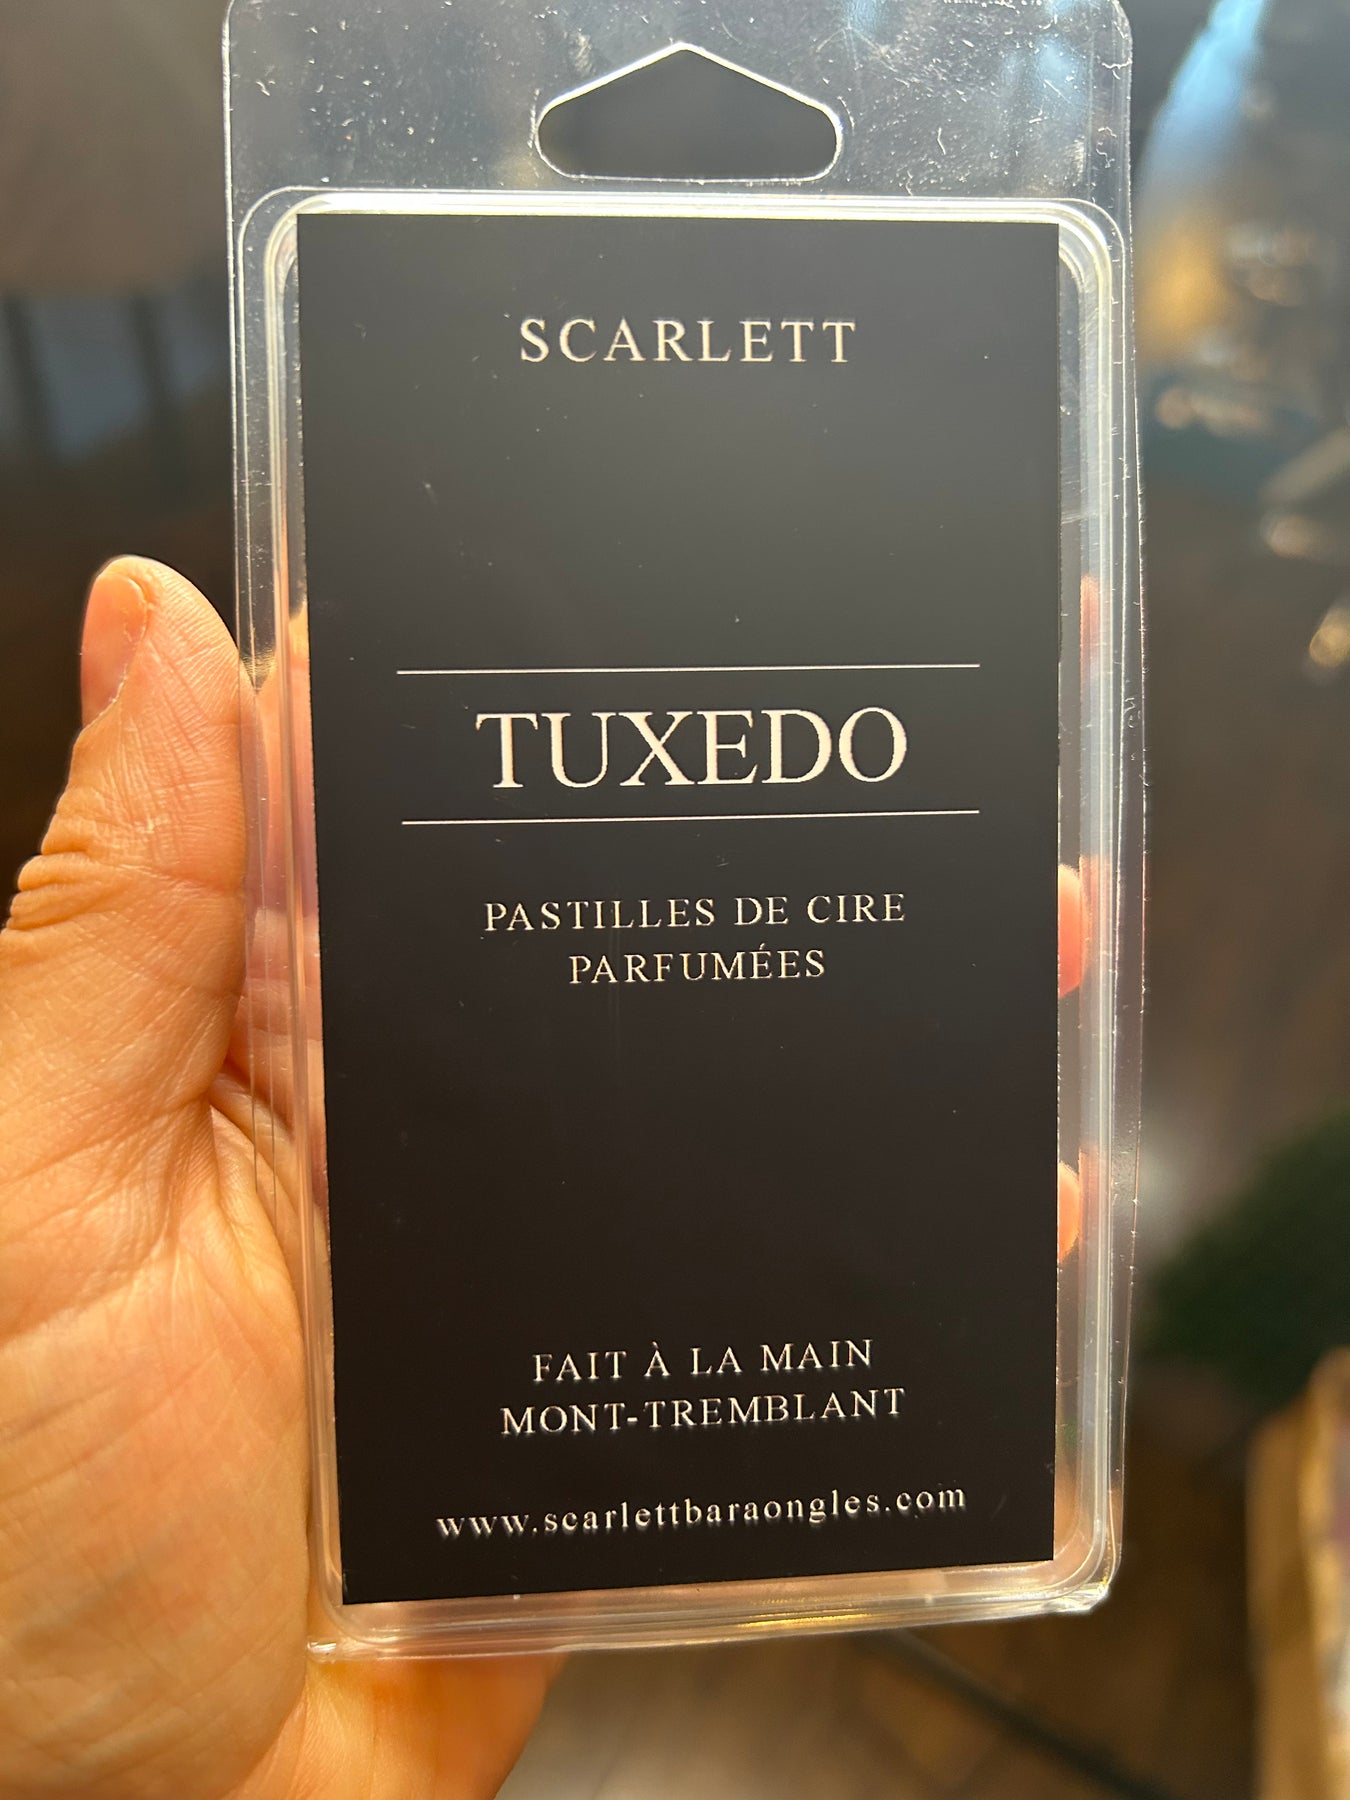 SCARLETT
TUXEDO
PASTILLES DE CIRE
PARFUMÉES
FAIT À LA MAIN
MONT-TREMBLANT
www.scarlettbaraongles.com